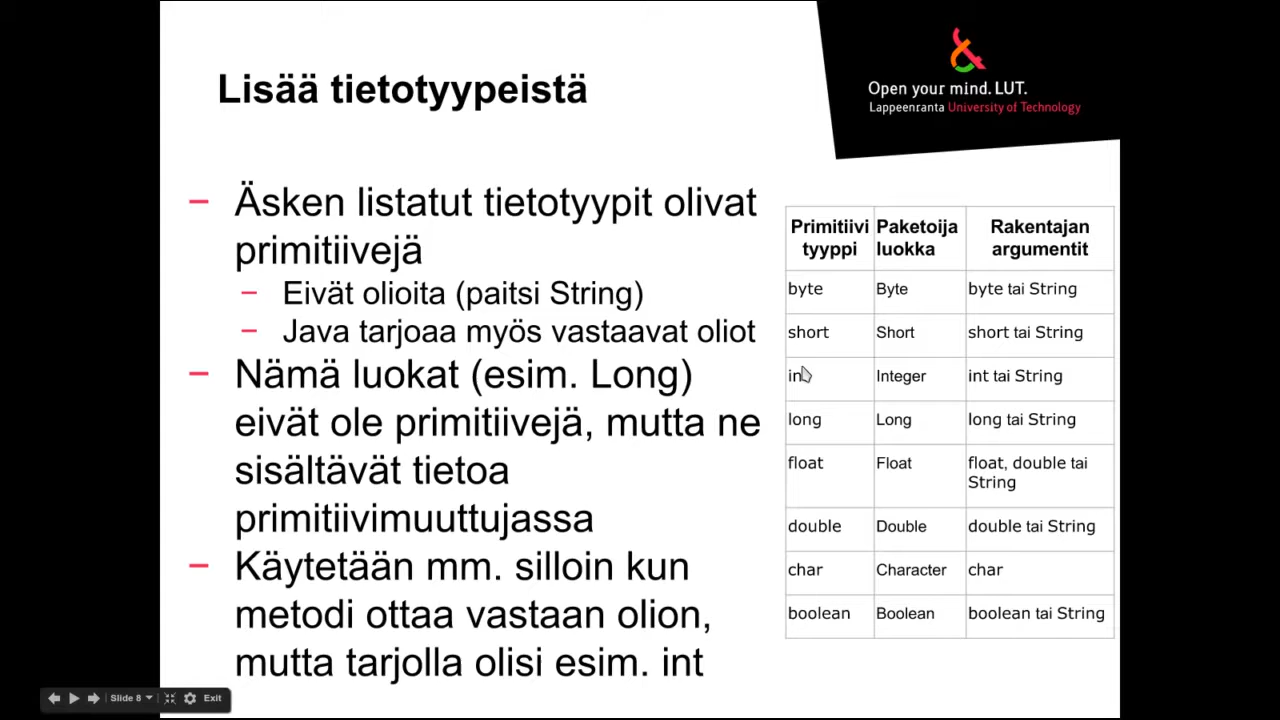 Lisää tietotyypeistä
Open your mind. LUT.
Lappeenranta University of Technology
– Äsken listatut tietotyypit olivat
primitiivejä
– Eivät olioita (paitsi String)
– Java tarjoaa myös vastaavat oliot
– Nämä luokat (esim. Long)
eivät ole primitiivejä, mutta ne
sisältävät tietoa
primitiivimuuttujassa
– Käytetään mm. silloin kun
metodi ottaa vastaan olion,
mutta tarjolla olisi esim. int
Primitiivi Paketoija Rakentajan
tyyppi luokka argumentit
byte Byte byte tai String
short Short short tai String
in Integer int tai String
long Long long tai String
float Float float, double tai
String
double Double double tai String
char Character char
boolean Boolean boolean tai String
Slide 8 Exit